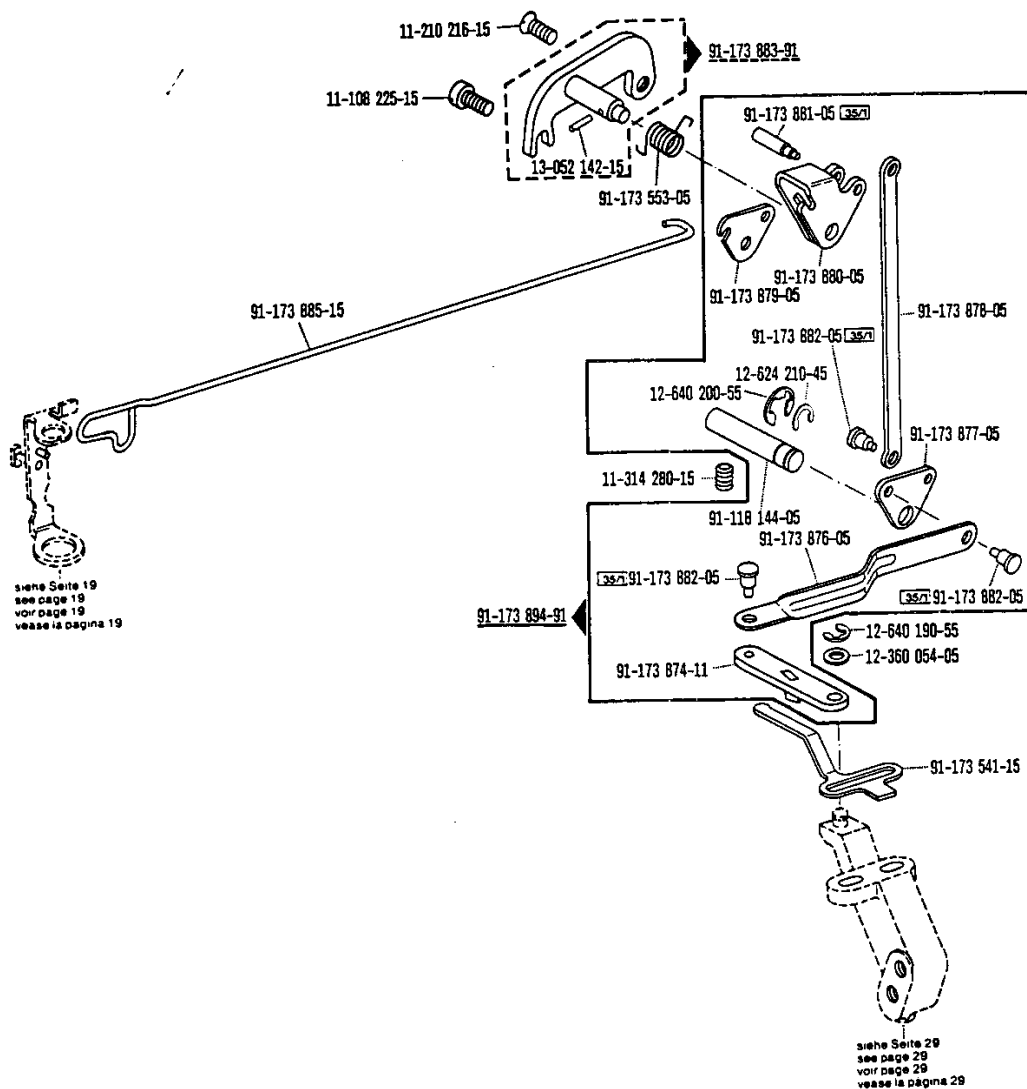 11-210 216-15
91-173 883-91
11-108 225-15
91-173 881-05 35/1
13-052 142-15
91-173 553-05
91-173 880-05
91-173 879-05
91-173 885-15
91-173 878-05
91-173 882-05 35/1
12-624 210-45
12-640 200-55
91-173 877-05
11-314 280-15
91-118 144-05
91-173 876-05
35/1 91-173 882-05
35/1 91-173 882-05
siehe Seite 19
see page 19
voir page 19
vease la pagina 19
91-173 894-91
12-640 190-55
12-360 054-05
91-173 874-11
91-173 541-15
siehe Seite 29
see page 29
voir page 29
vease la pagina 29